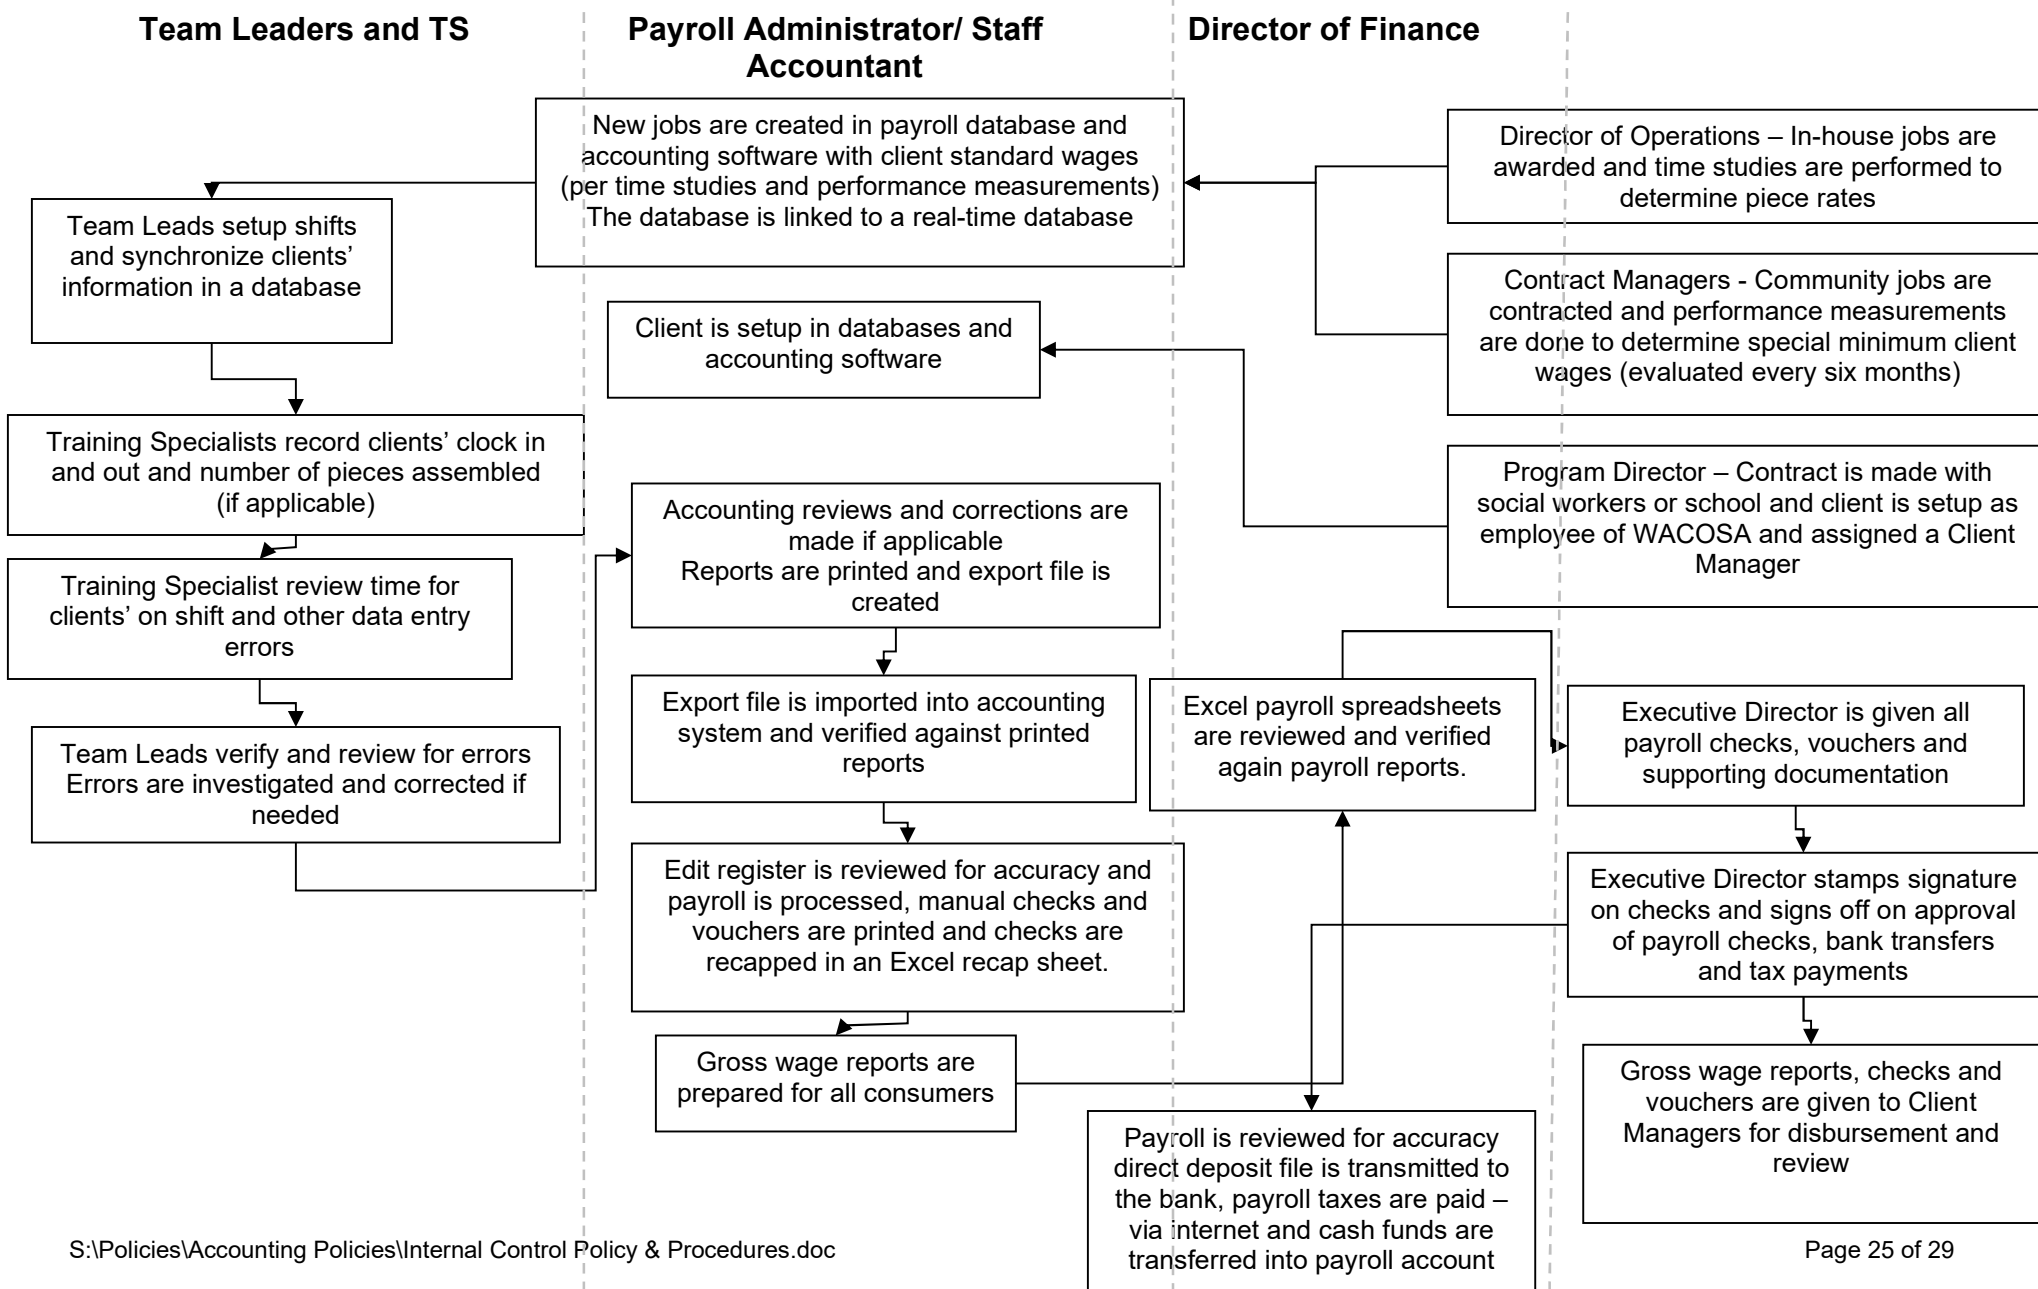 Team Leaders and TS
Payroll Administrator/ Staff
Accountant
Director of Finance
New jobs are created in payroll database and
accounting software with client standard wages
(per time studies and performance measurements)
The database is linked to a real-time database
Director of Operations – In-house jobs are
awarded and time studies are performed to
determine piece rates
Team Leads setup shifts
and synchronize clients’
information in a database
Contract Managers - Community jobs are
contracted and performance measurements
are done to determine special minimum client
wages (evaluated every six months)
Client is setup in databases and
accounting software
Training Specialists record clients’ clock in
and out and number of pieces assembled
(if applicable)
Program Director – Contract is made with
social workers or school and client is setup as
employee of WACOSA and assigned a Client
Manager
Accounting reviews and corrections are
made if applicable
Reports are printed and export file is
created
Training Specialist review time for
clients’ on shift and other data entry
errors
Export file is imported into accounting
system and verified against printed
reports
Excel payroll spreadsheets
are reviewed and verified
again payroll reports.
Executive Director is given all
payroll checks, vouchers and
supporting documentation
Team Leads verify and review for errors
Errors are investigated and corrected if
needed
Edit register is reviewed for accuracy and
payroll is processed, manual checks and
vouchers are printed and checks are
recapped in an Excel recap sheet.
Executive Director stamps signature
on checks and signs off on approval
of payroll checks, bank transfers
and tax payments
Gross wage reports are
prepared for all consumers
Gross wage reports, checks and
vouchers are given to Client
Managers for disbursement and
review
Payroll is reviewed for accuracy
direct deposit file is transmitted to
the bank, payroll taxes are paid –
via internet and cash funds are
transferred into payroll account
S:\Policies\Accounting Policies\Internal Control Policy & Procedures.doc
Page 25 of 29